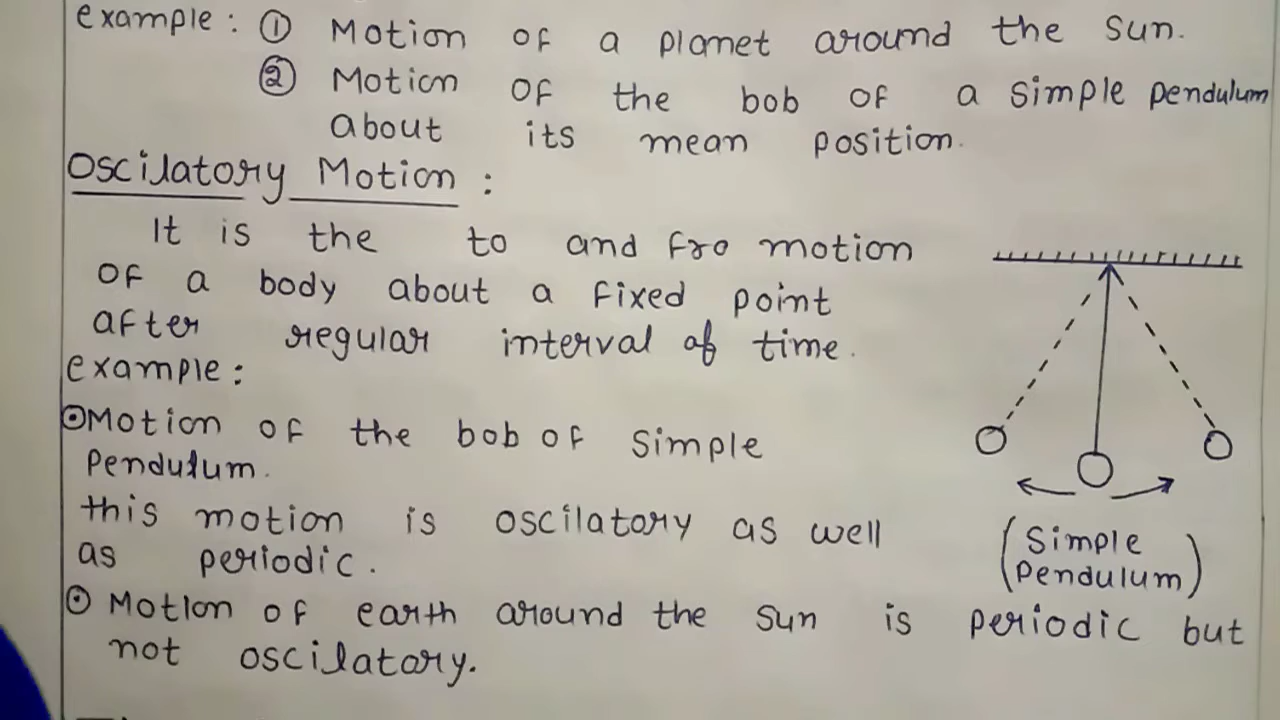 example : ① Motion of a planet around the sun.
② Motion of the bob of a simple pendulum
about its mean position.
Oscilatory Motion :
It is the to and fro motion
of a body about a fixed point
after regular interval of time.
example :
Motion of the bob of simple
pendulum.
this motion is oscilatory as well
as periodic.
Motion of earth around the sun is periodic but
not oscilatory.
(Simple
pendulum)